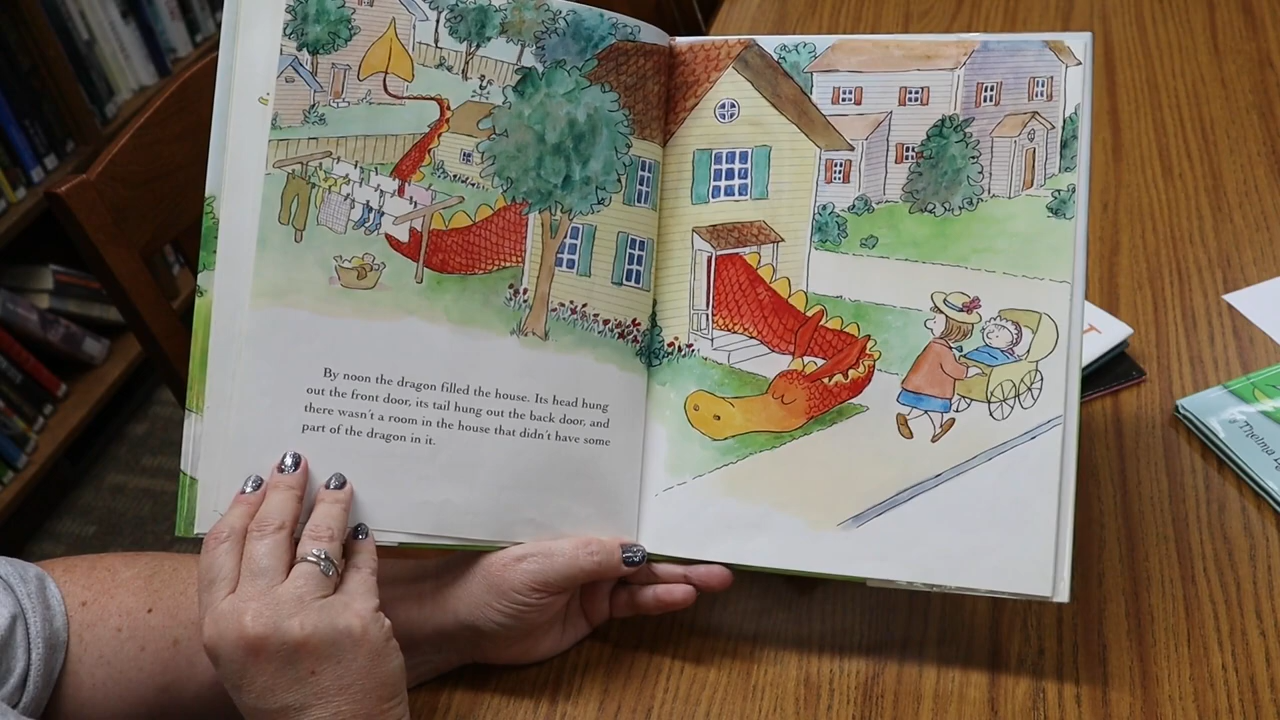 By noon the dragon filled the house. Its head hung
out the front door, its tail hung out the back door, and
there wasn't a room in the house that didn't have some
part of the dragon in it.
Thelma